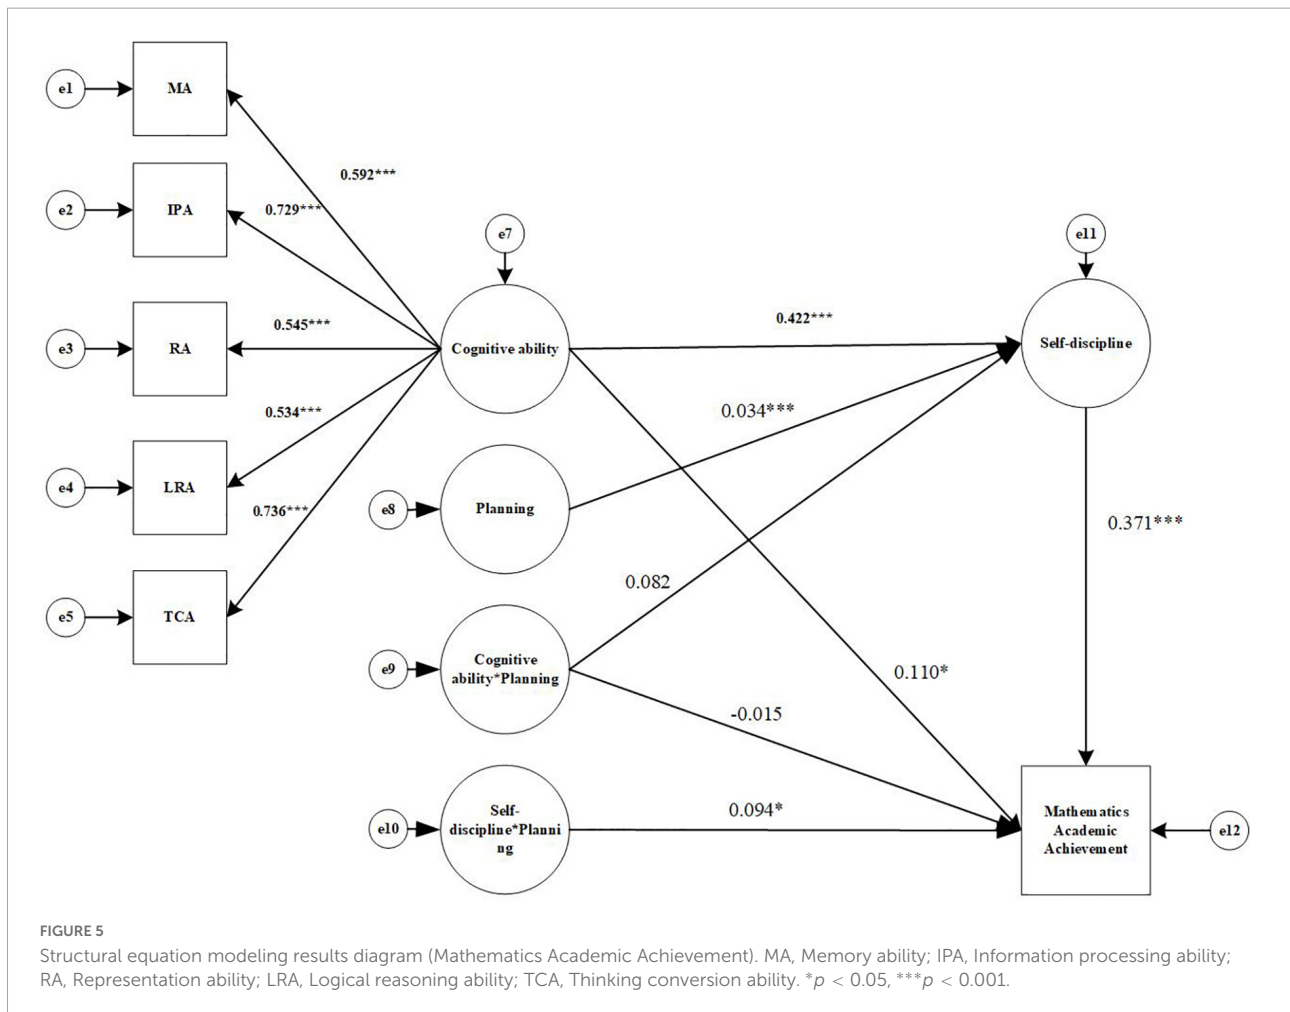 e1
MA
0.592***
e2
IPA
0.729***
e7
e11
e3
RA
0.545***
Cognitive ability
0.422***
Self-discipline
0.534***
0.034***
e4
LRA
0.736***
e8
Planning
0.371***
0.082
e5
TCA
e9
Cognitive
ability*Planning
0.110*
-0.015
e10
Self-
discipline*Planni
ng
0.094*
Mathematics
Academic
Achievement
e12
FIGURE 5
Structural equation modeling results diagram (Mathematics Academic Achievement). MA, Memory ability; IPA, Information processing ability;
RA, Representation ability; LRA, Logical reasoning ability; TCA, Thinking conversion ability. *p < 0.05, ***p < 0.001.